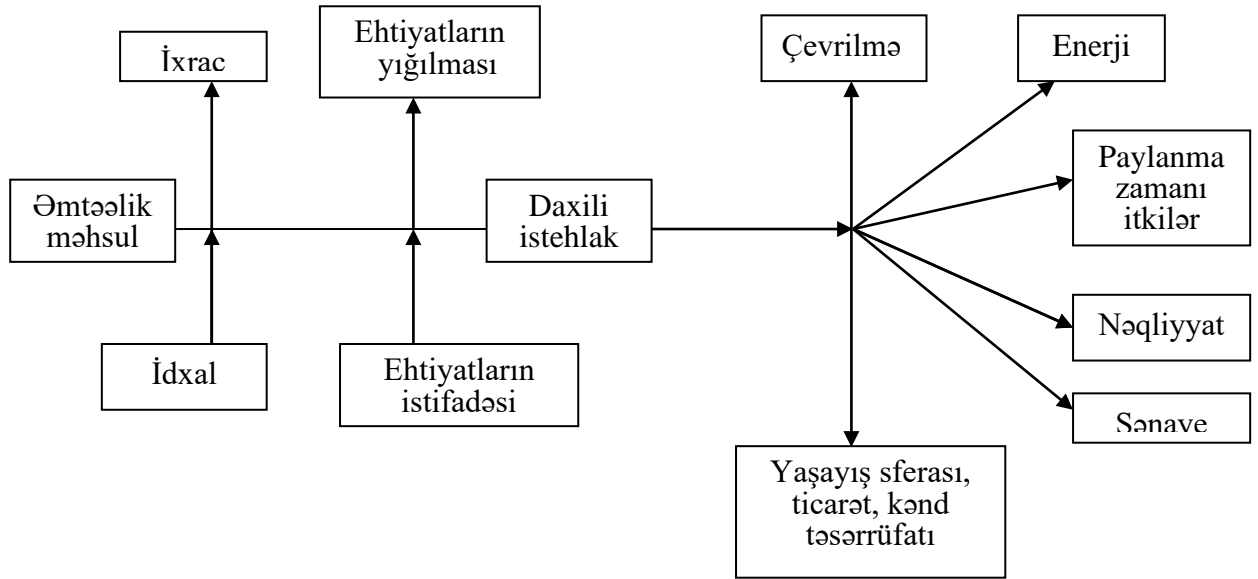 İxrac
Ehtiyatların
yığılması
Çevrilmə
Enerji
Paylanma
zamanı
itkilər
Əmtəəlik
məhsul
Daxili
istehlak
Nəqliyyat
İdxal
Ehtiyatların
istifadəsi
Sənaye
Yaşayış sferası,
ticarət, kənd
təsərrüfatı